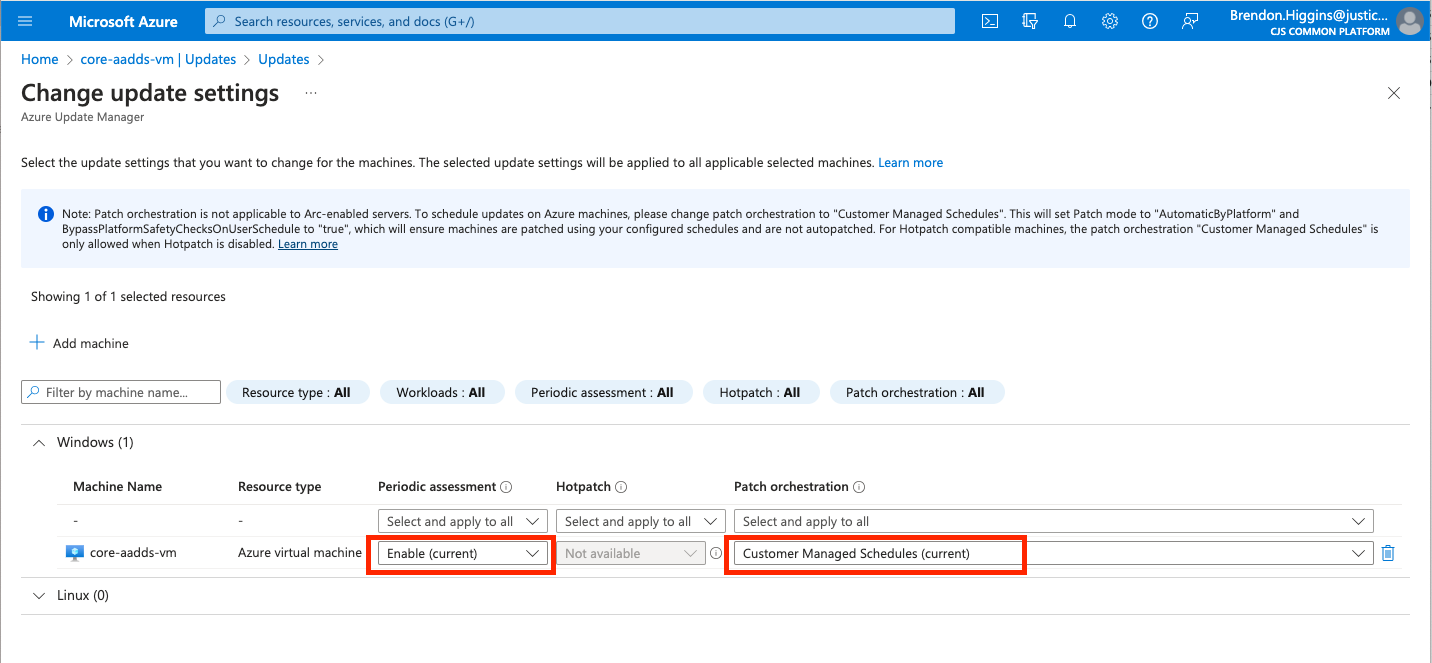 Microsoft Azure
Search resources, services, and docs (G+/)
Brendon.Higgins@justic...
CJS COMMON PLATFORM
Home > core-aadds-vm | Updates > Updates >
Change update settings ...
Azure Update Manager
Select the update settings that you want to change for the machines. The selected update settings will be applied to all applicable selected machines. Learn more
Note: Patch orchestration is not applicable to Arc-enabled servers. To schedule updates on Azure machines, please change patch orchestration to "Customer Managed Schedules". This will set Patch mode to "AutomaticByPlatform" and
BypassPlatformSafetyChecksOnUserSchedule to "true", which will ensure machines are patched using your configured schedules and are not autopatched. For Hotpatch compatible machines, the patch orchestration "Customer Managed Schedules" is
only allowed when Hotpatch is disabled. Learn more
Showing 1 of 1 selected resources
Add machine
Filter by machine name... Resource type : All Workloads : All Periodic assessment : All Hotpatch : All Patch orchestration : All
Windows (1)
Machine Name Resource type Periodic assessment Hotpatch Patch orchestration
- - Select and apply to all Select and apply to all Select and apply to all
core-aadds-vm Azure virtual machine Enable (current) Not available Customer Managed Schedules (current)
Linux (0)